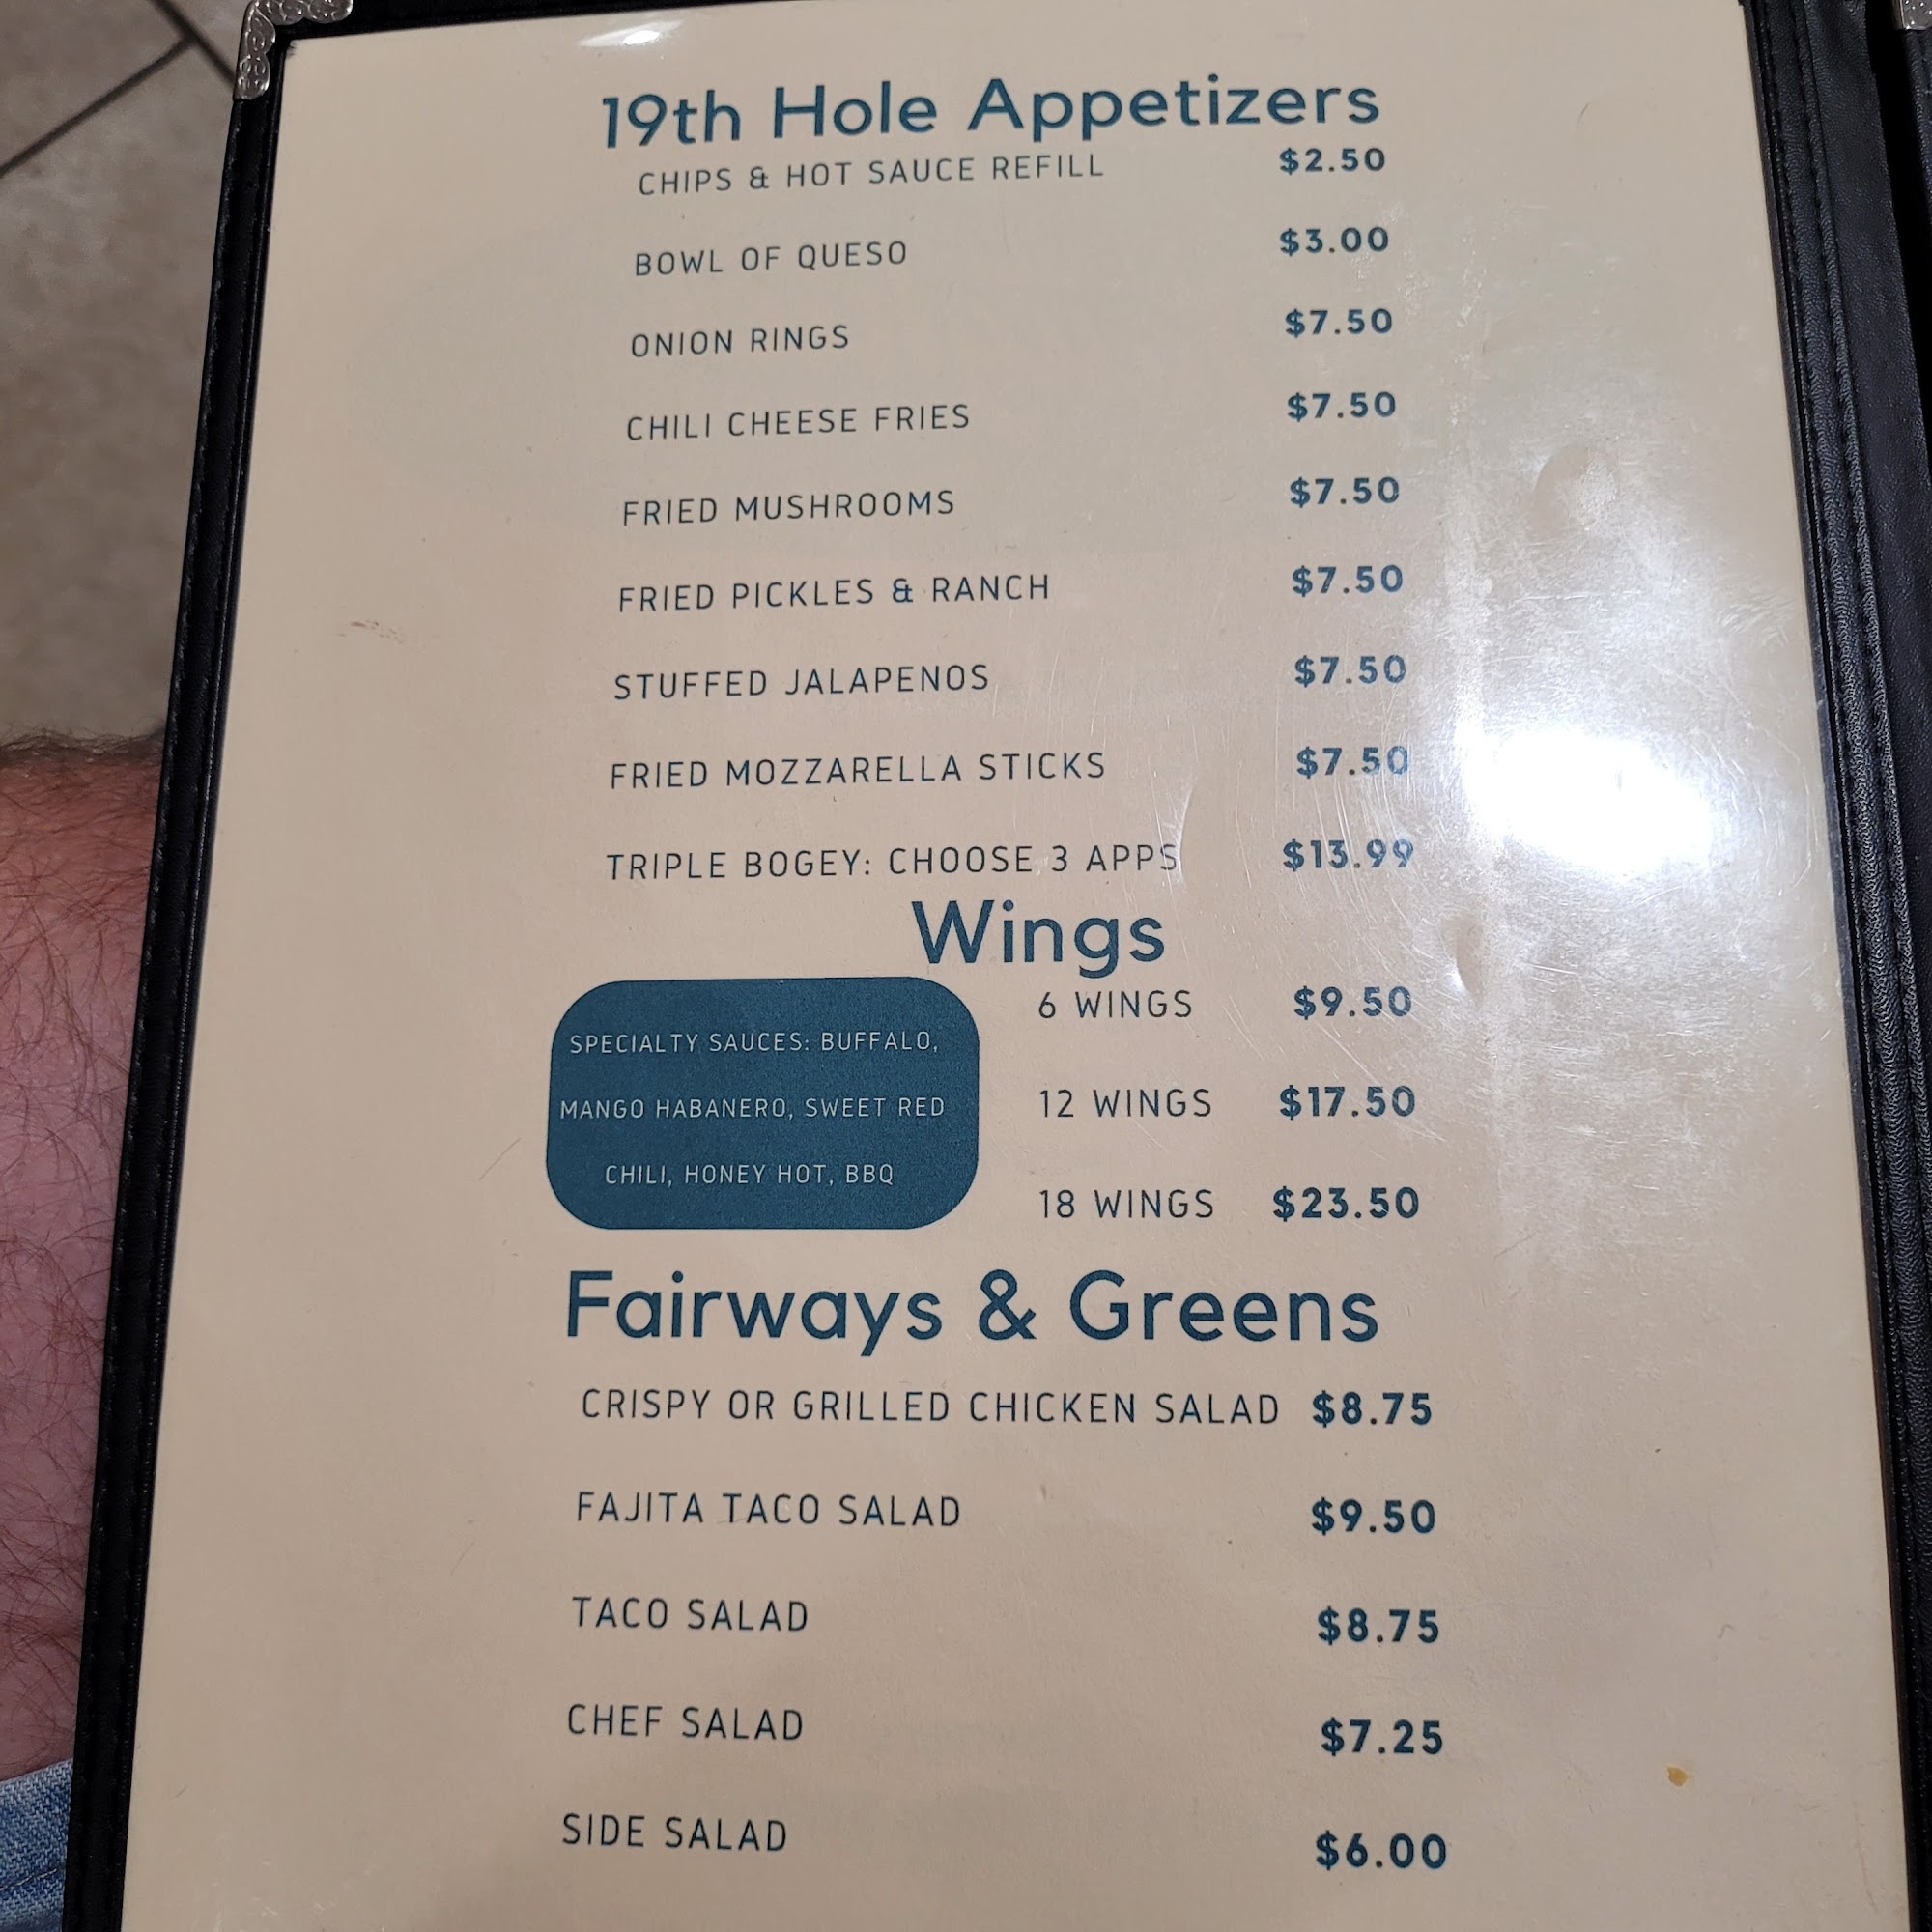 19th Hole Appetizers
CHIPS & HOT SAUCE REFILL $2.50
BOWL OF QUESO $3.00
ONION RINGS $7.50
CHILI CHEESE FRIES $7.50
FRIED MUSHROOMS $7.50
FRIED PICKLES & RANCH $7.50
STUFFED JALAPENOS $7.50
FRIED MOZZARELLA STICKS $7.50
TRIPLE BOGEY: CHOOSE 3 APPS $13.99
Wings
SPECIALTY SAUCES: BUFFALO,
MANGO HABANERO, SWEET RED
CHILI, HONEY HOT, BBQ
6 WINGS $9.50
12 WINGS $17.50
18 WINGS $23.50
Fairways & Greens
CRISPY OR GRILLED CHICKEN SALAD $8.75
FAJITA TACO SALAD $9.50
TACO SALAD $8.75
CHEF SALAD $7.25
SIDE SALAD $6.00